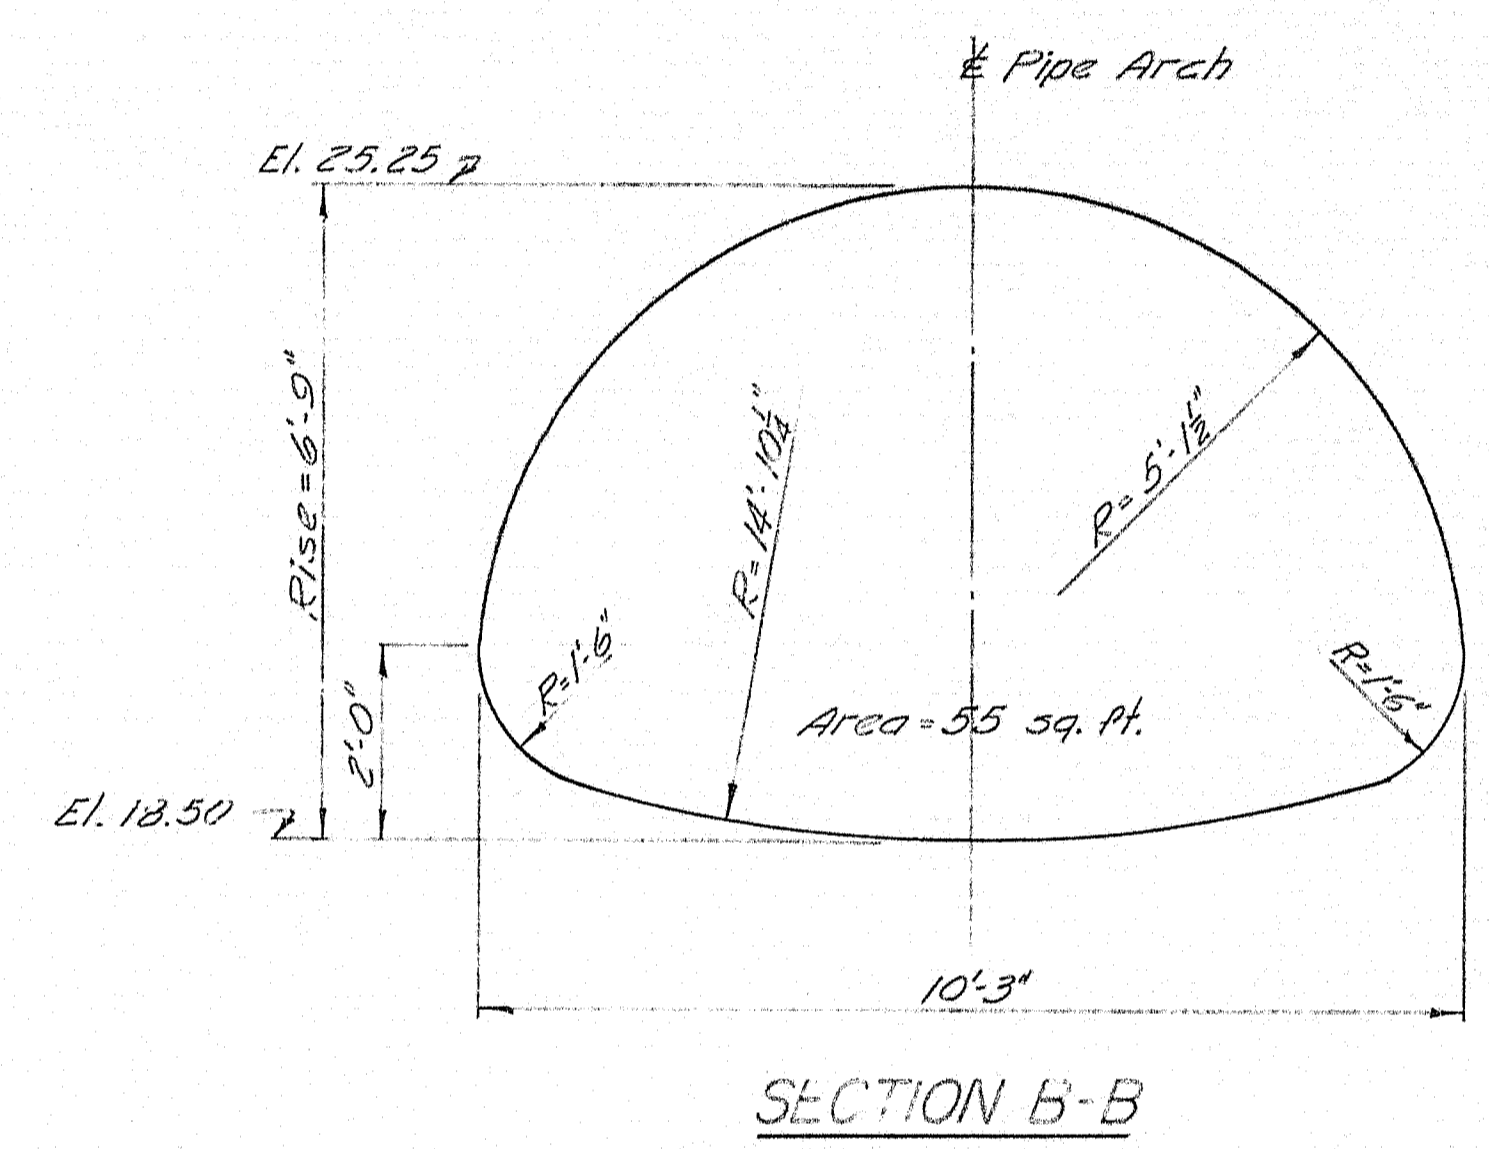 ℄ Pipe Arch
El. 25.25
Rise = 6'-9"
R = 14'-10¼"
R = 5'-1½"
R=1'-6"
R=1'-6"
2'-0"
Area = 55 sq. ft.
El. 18.50
10'-3"
SECTION B-B